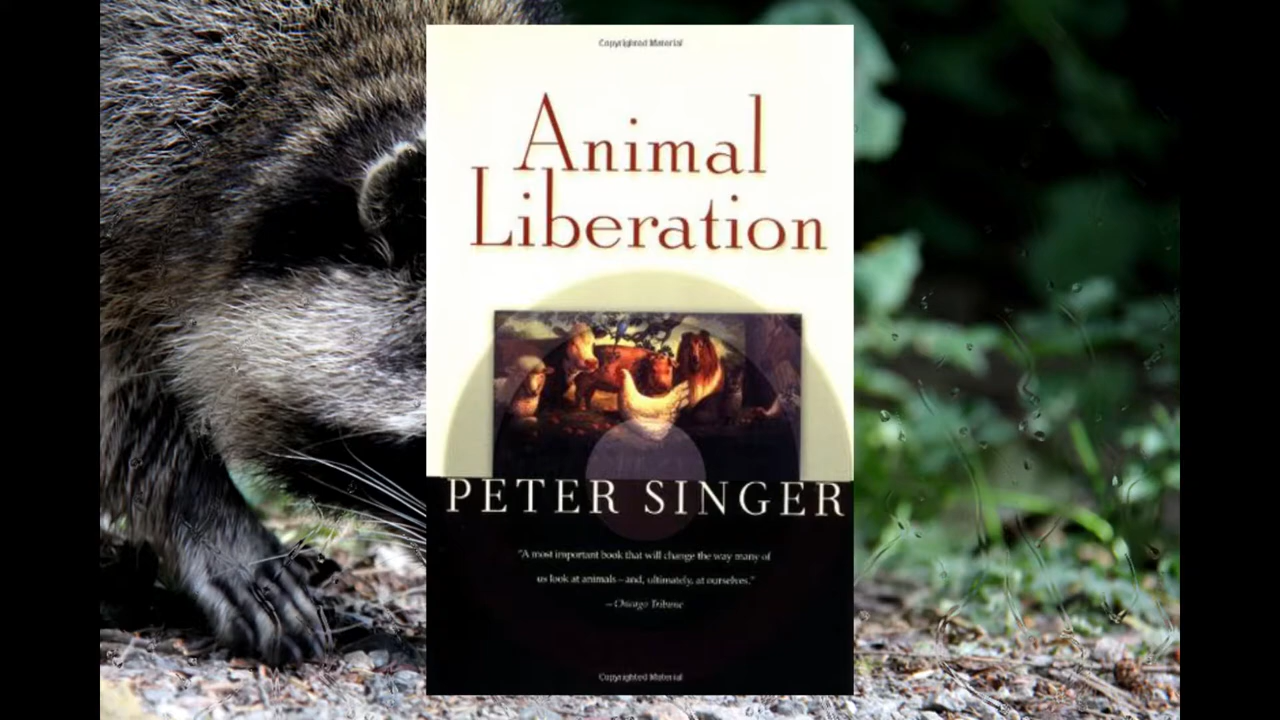 Copyrighted Material
Animal
Liberation
PETER SINGER
"A most important book that will change the way many of
us look at animals – and, ultimately, at ourselves."
– Chicago Tribune
Copyrighted Material